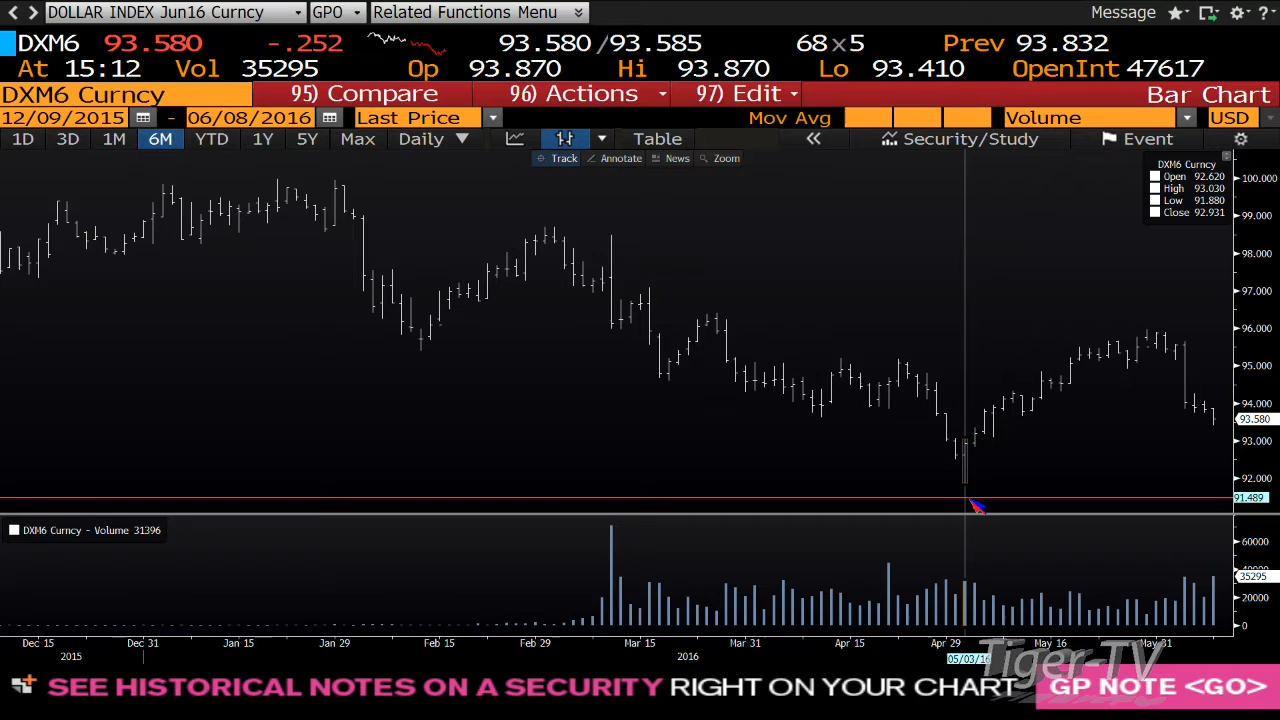 DOLLAR INDEX Jun16 Curncy GPO Related Functions Menu Message
DXM6 93.580 -.252 93.580/93.585 68x5 Prev 93.832
At 15:12 Vol 35295 Op 93.870 Hi 93.870 Lo 93.410 OpenInt 47617
DXM6 Curncy 95) Compare 96) Actions 97) Edit Bar Chart
12/09/2015 - 06/08/2016 Last Price Mov Avg Volume USD
1D 3D 1M 6M YTD 1Y 5Y Max Daily Table Security/Study Event
Track Annotate News Zoom
DXM6 Curncy
Open 92.620
High 93.030
Low 91.880
Close 92.931
100.000
99.000
98.000
97.000
96.000
95.000
94.000
93.580
93.000
92.000
91.489
DXM6 Curncy - Volume 31396
60000
40000
35295
20000
0
Dec 15 Dec 31 Jan 15 Jan 29 Feb 15 Feb 29 Mar 15 Mar 31 Apr 15 Apr 29 May 16 May 31
2015 2016 05/03/16
Tiger-TV
SEE HISTORICAL NOTES ON A SECURITY RIGHT ON YOUR CHART GP NOTE <GO>